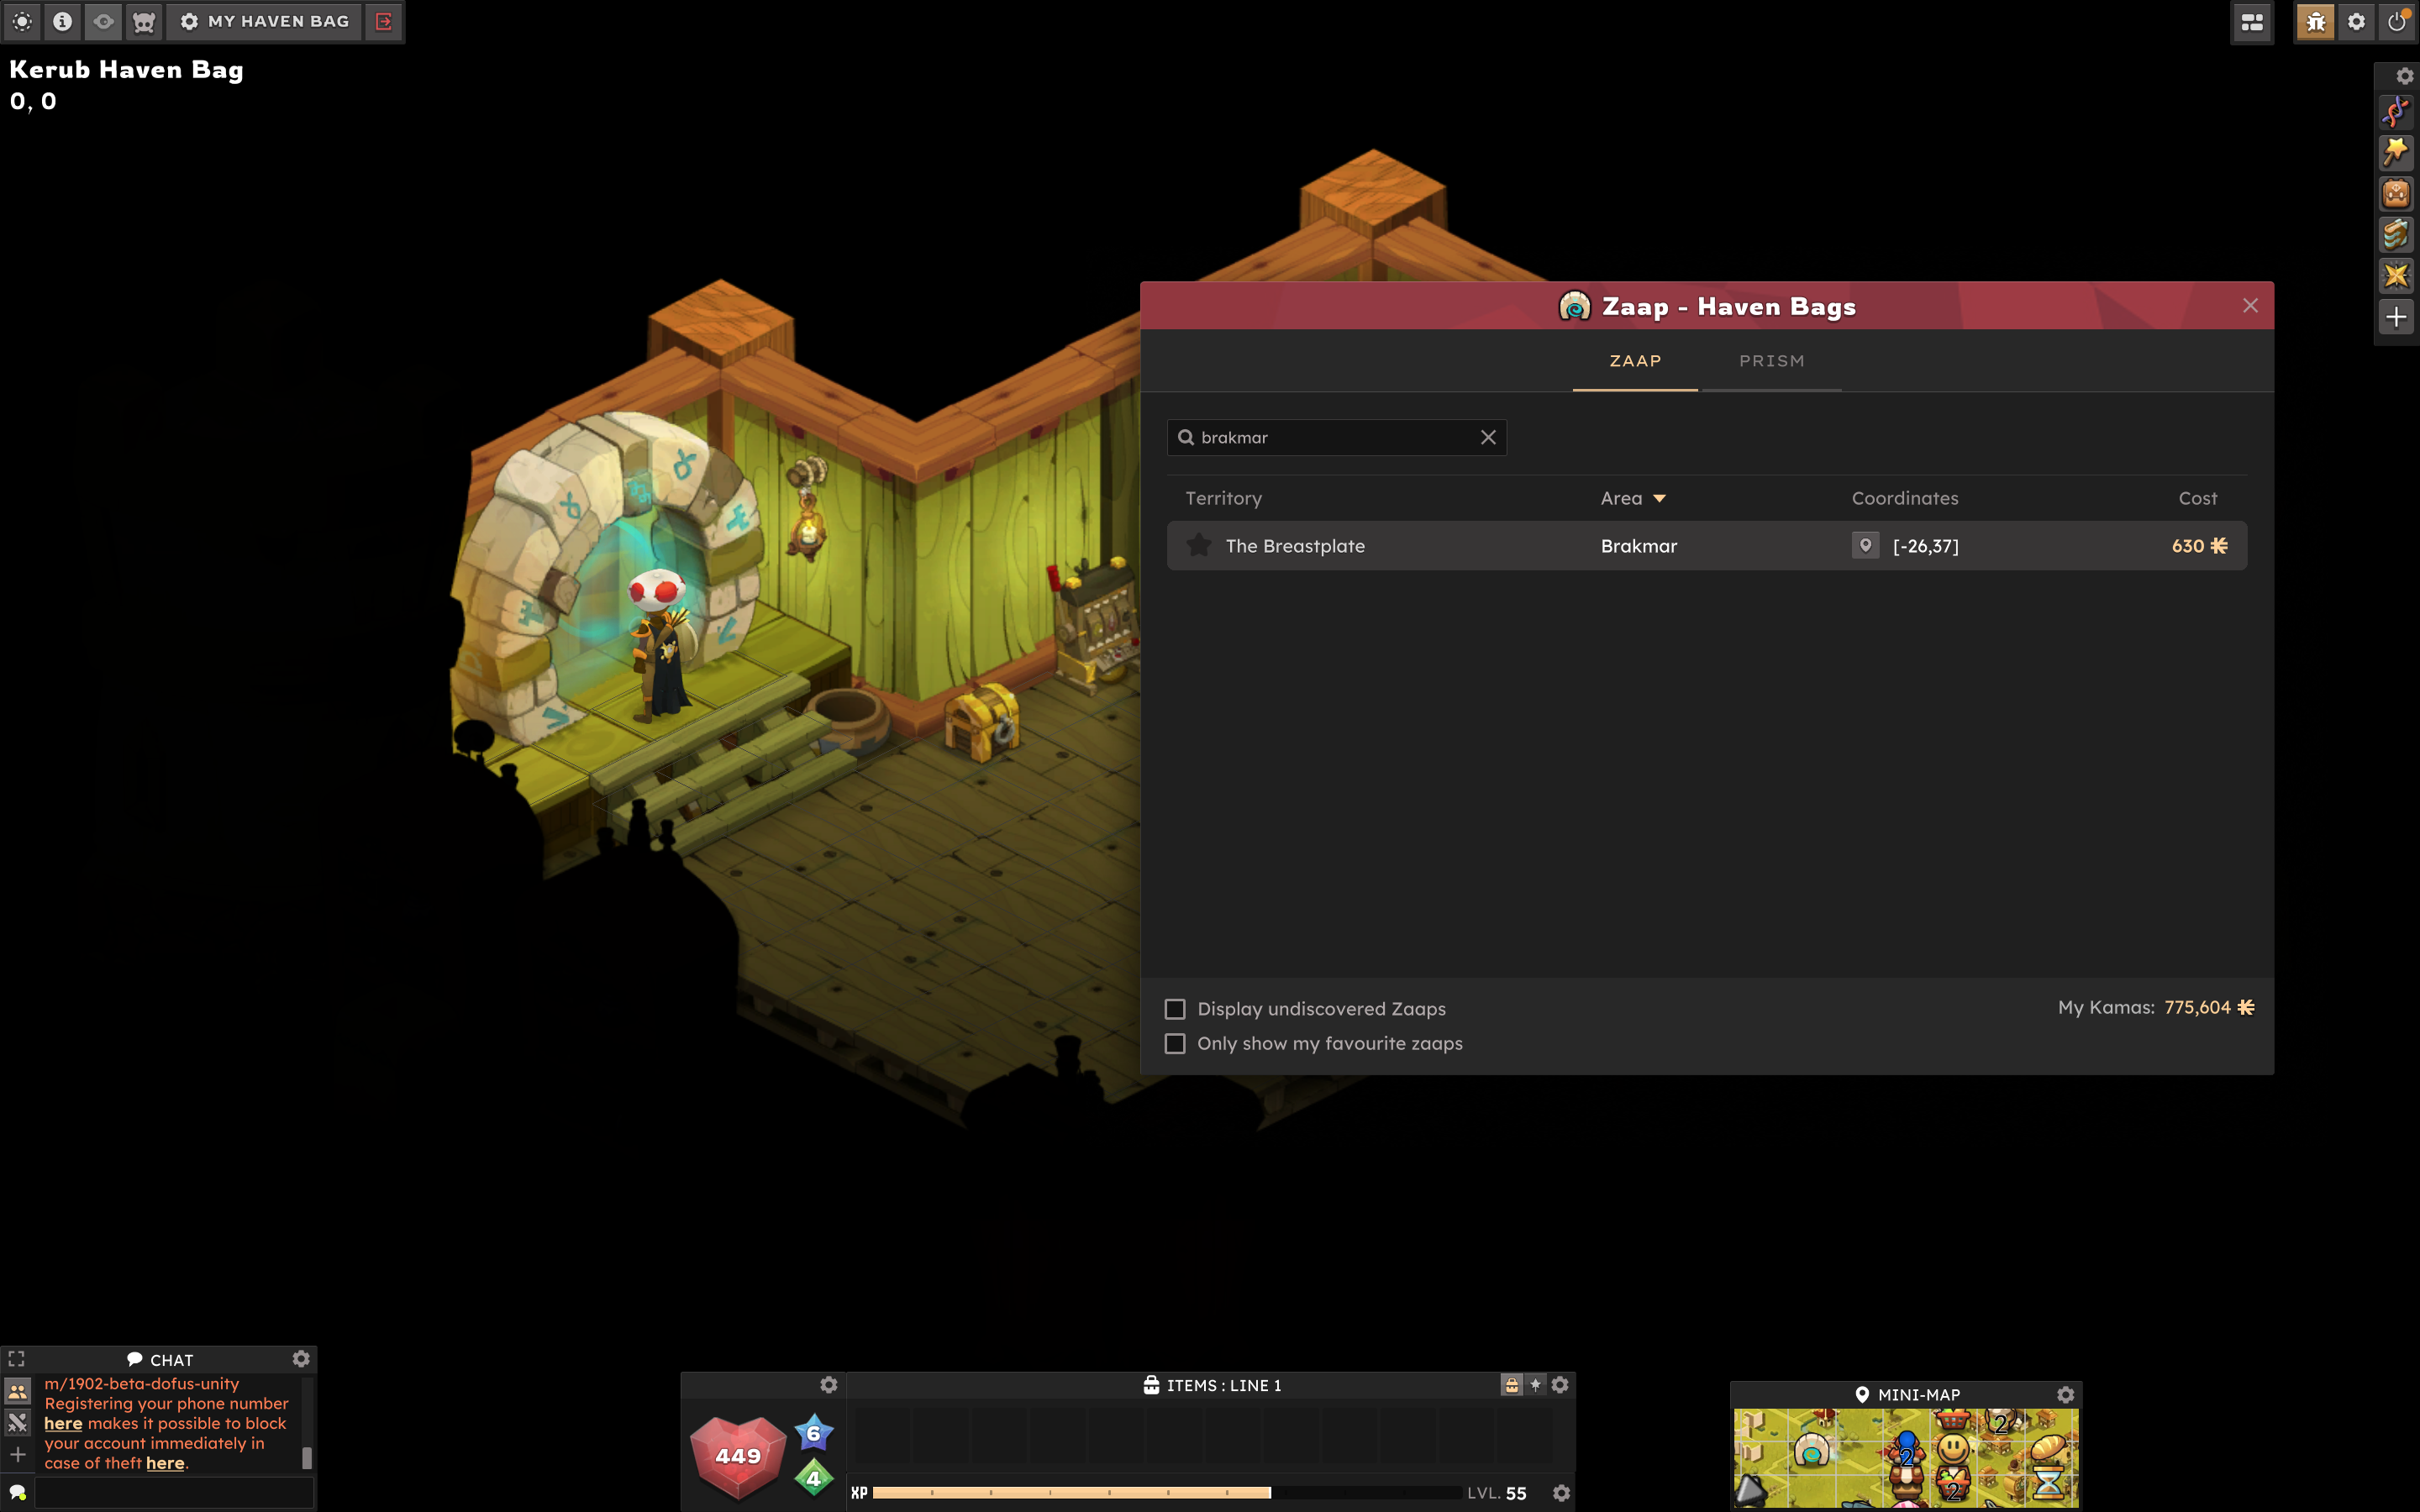 MY HAVEN BAG
Kerub Haven Bag
0, 0
Zaap - Haven Bags
ZAAP
PRISM
brakmar
Territory
Area
Coordinates
Cost
The Breastplate
Brakmar
[-26,37]
630
Display undiscovered Zaaps
My Kamas: 775,604
Only show my favourite zaaps
CHAT
m/1902-beta-dofus-unity
Registering your phone number
here makes it possible to block
your account immediately in
case of theft here.
449
6
4
ITEMS : LINE 1
XP
LVL. 55
MINI-MAP
2
2
2